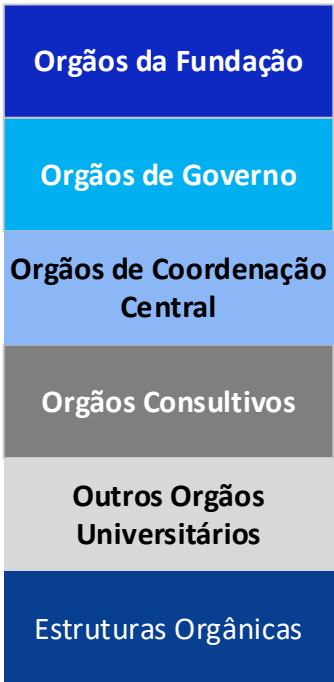 Orgãos da Fundação
Orgãos de Governo
Orgãos de Coordenação
Central
Orgãos Consultivos
Outros Orgãos
Universitários
Estruturas Orgânicas